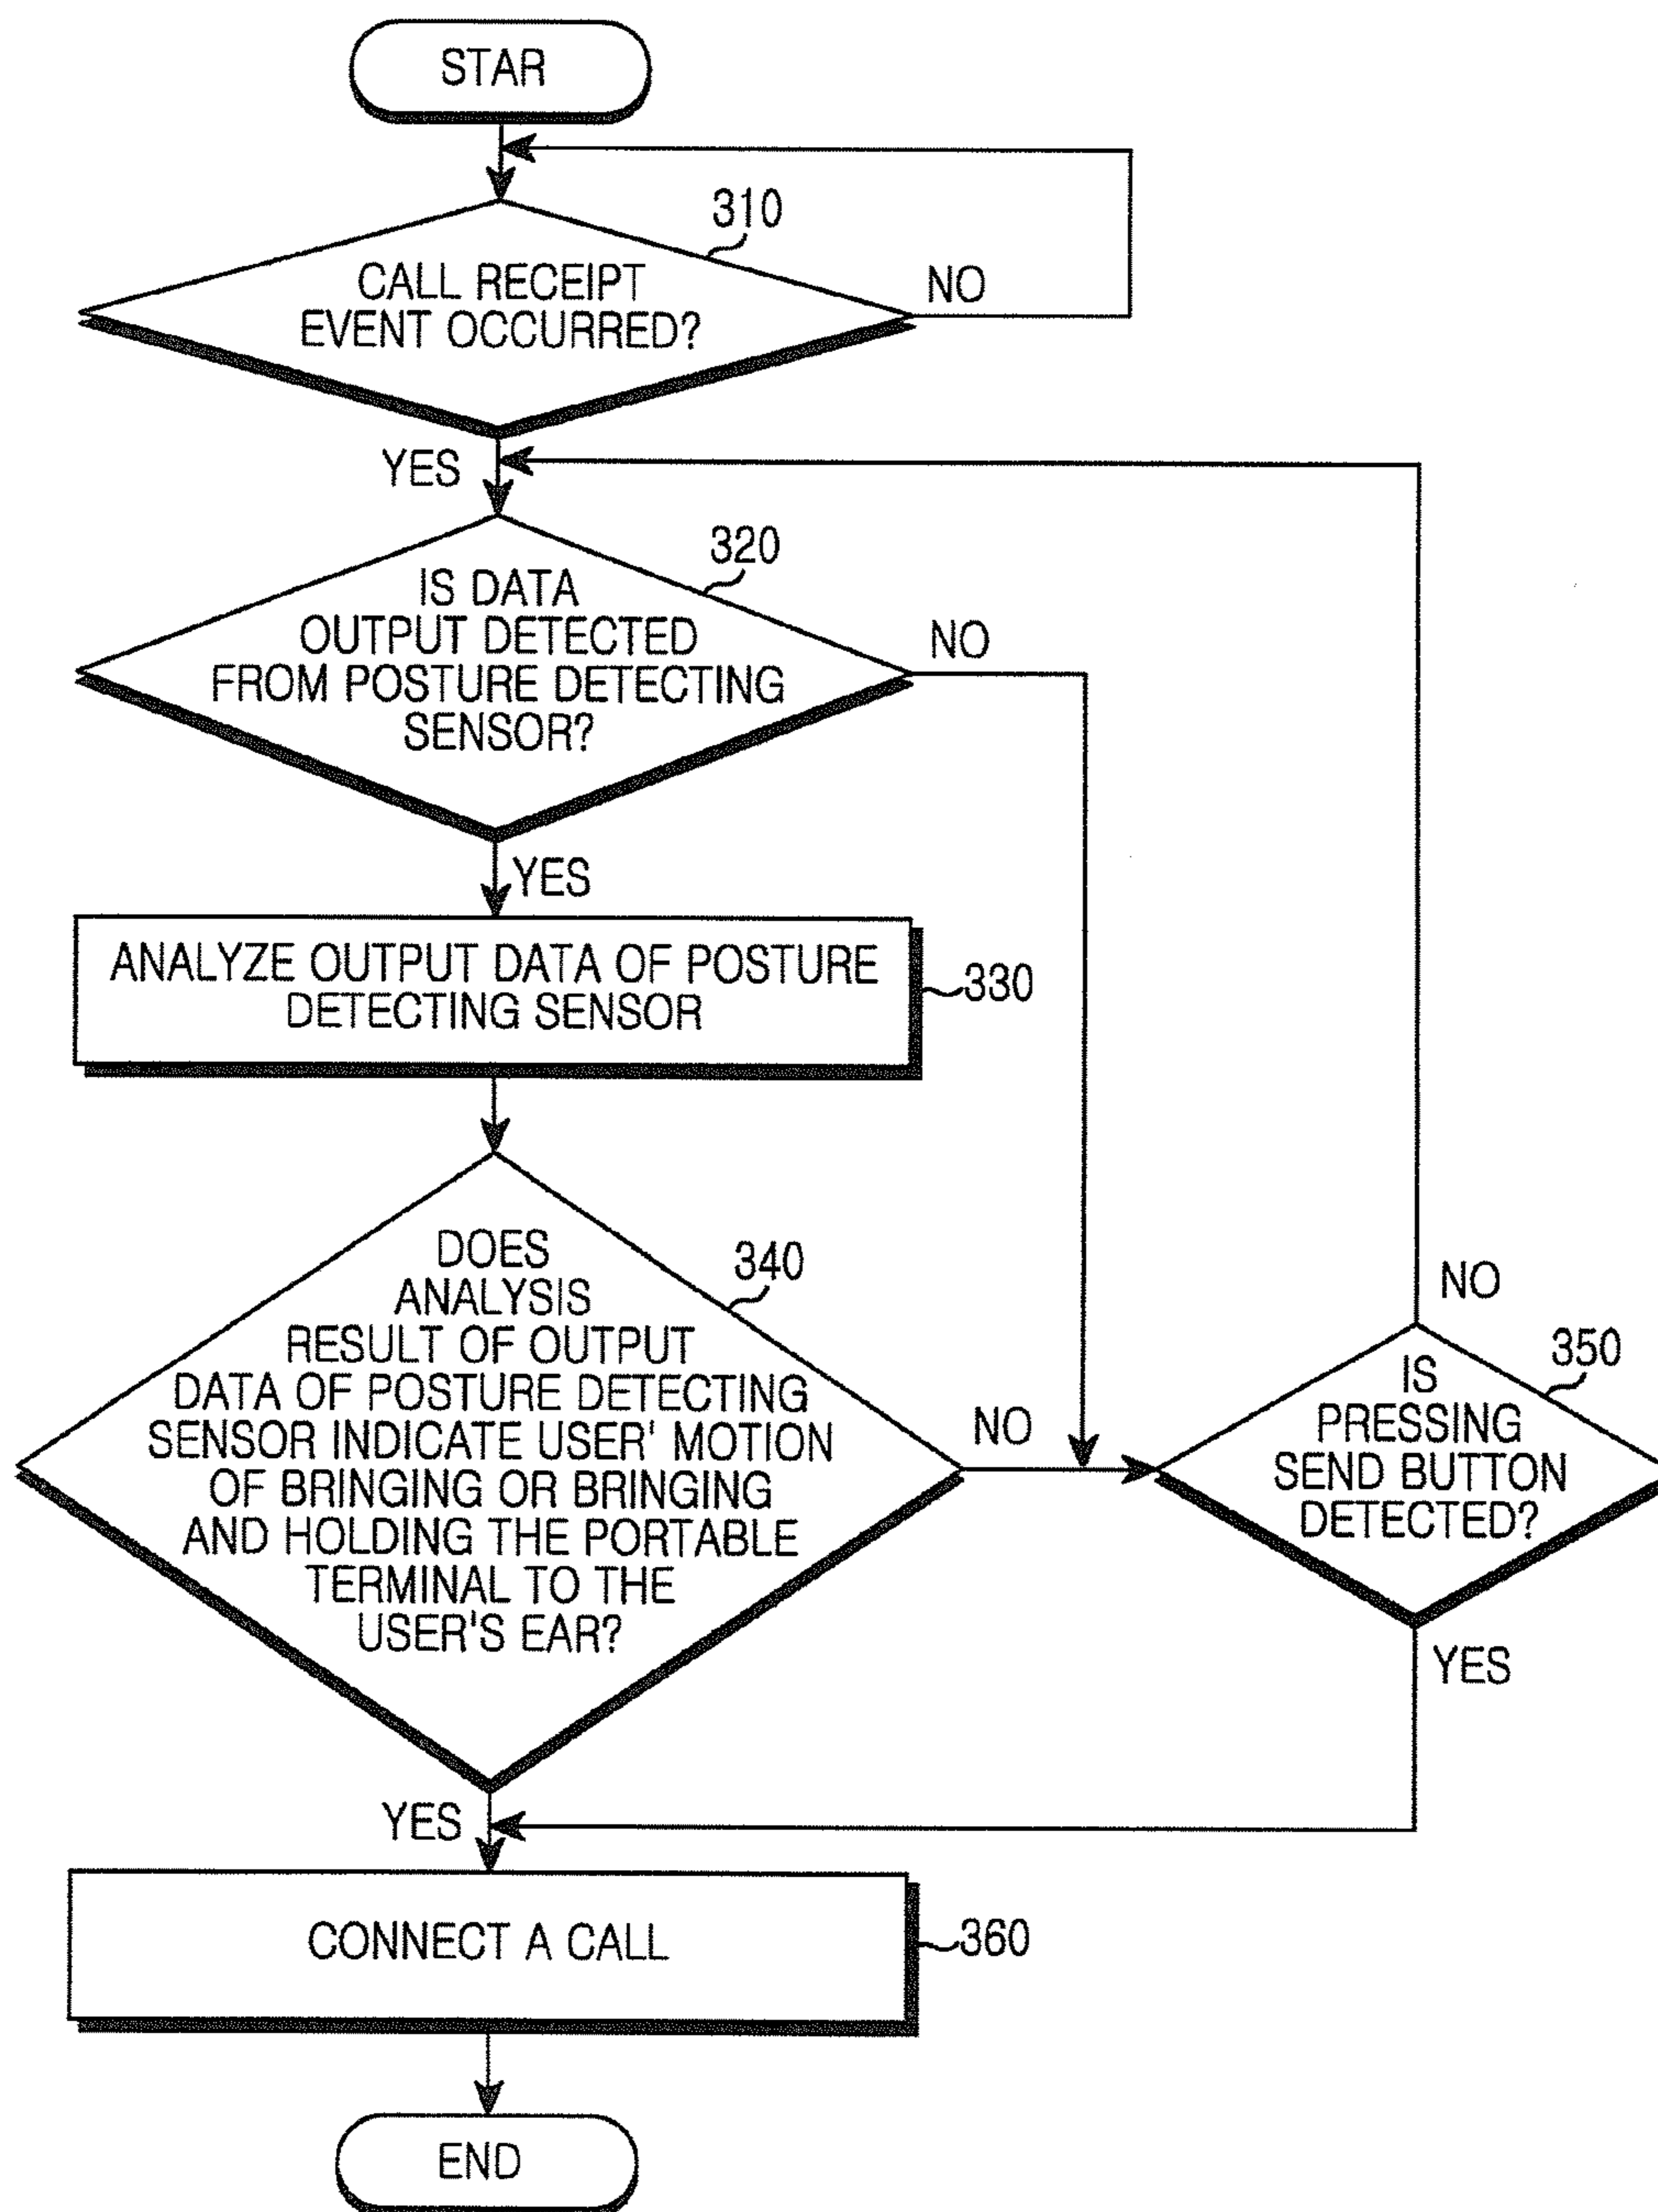 STAR
310
CALL RECEIPT
EVENT OCCURRED?
NO
YES
320
IS DATA
OUTPUT DETECTED
FROM POSTURE DETECTING
SENSOR?
NO
YES
ANALYZE OUTPUT DATA OF POSTURE
DETECTING SENSOR
330
DOES
ANALYSIS
RESULT OF OUTPUT
DATA OF POSTURE DETECTING
SENSOR INDICATE USER' MOTION
OF BRINGING OR BRINGING
AND HOLDING THE PORTABLE
TERMINAL TO THE
USER'S EAR?
340
NO
NO
350
IS
PRESSING
SEND BUTTON
DETECTED?
YES
YES
CONNECT A CALL
360
END